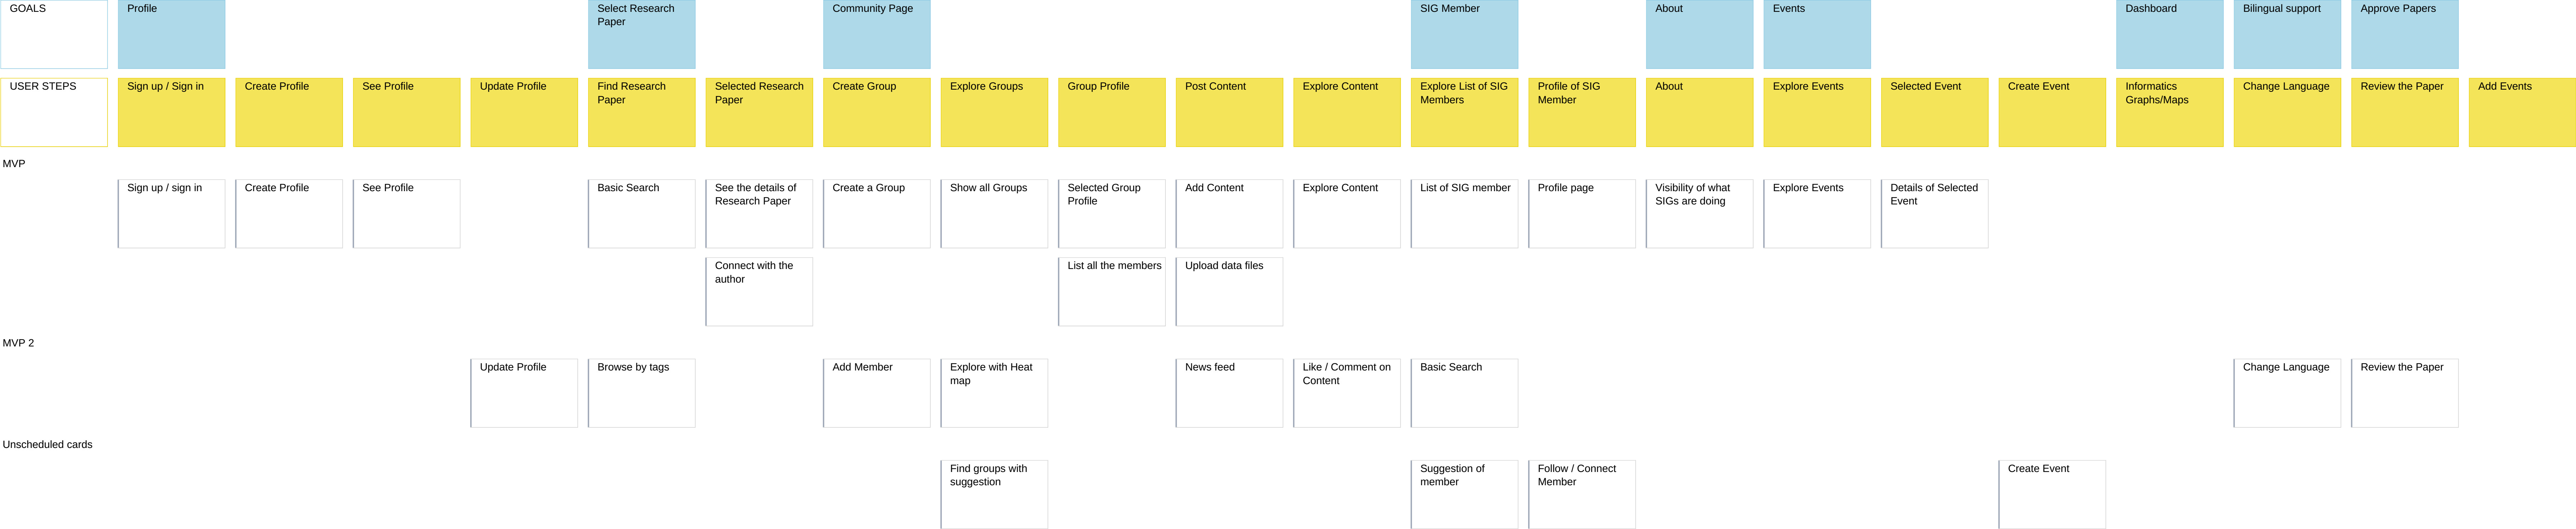 GOALS
Profile
Select Research
Paper
Community Page
SIG Member
About
Events
Dashboard
Bilingual support
Approve Papers
USER STEPS
Sign up / Sign in
Create Profile
See Profile
Update Profile
Find Research
Paper
Selected Research
Paper
Create Group
Explore Groups
Group Profile
Post Content
Explore Content
Explore List of SIG
Members
Profile of SIG
Member
About
Explore Events
Selected Event
Create Event
Informatics
Graphs/Maps
Change Language
Review the Paper
Add Events
MVP
Sign up / sign in
Create Profile
See Profile
Basic Search
See the details of
Research Paper
Create a Group
Show all Groups
Selected Group
Profile
Add Content
Explore Content
List of SIG member
Profile page
Visibility of what
SIGs are doing
Explore Events
Details of Selected
Event
Connect with the
author
List all the members
Upload data files
MVP 2
Update Profile
Browse by tags
Add Member
Explore with Heat
map
News feed
Like / Comment on
Content
Basic Search
Change Language
Review the Paper
Unscheduled cards
Find groups with
suggestion
Suggestion of
member
Follow / Connect
Member
Create Event